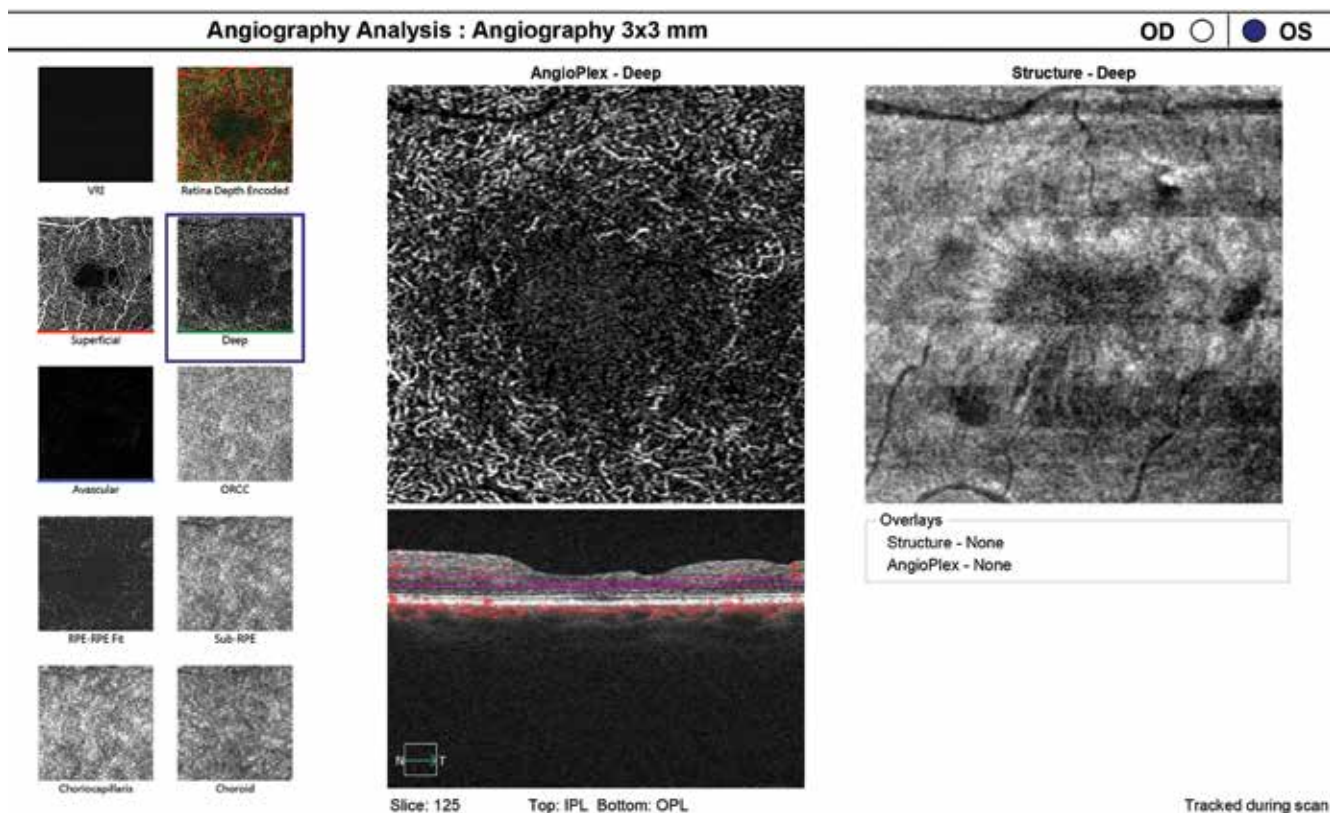 Angiography Analysis : Angiography 3x3 mm
OD OS
AngioPlex - Deep
Structure - Deep
VRI
Retina Depth Encoded
Superficial
Deep
Avascular
ORCC
RPE-RPE Fit
Sub-RPE
Choriocapillaris
Choroid
Overlays
Structure - None
AngioPlex - None
N T
Slice: 125 Top: IPL Bottom: OPL
Tracked during scan